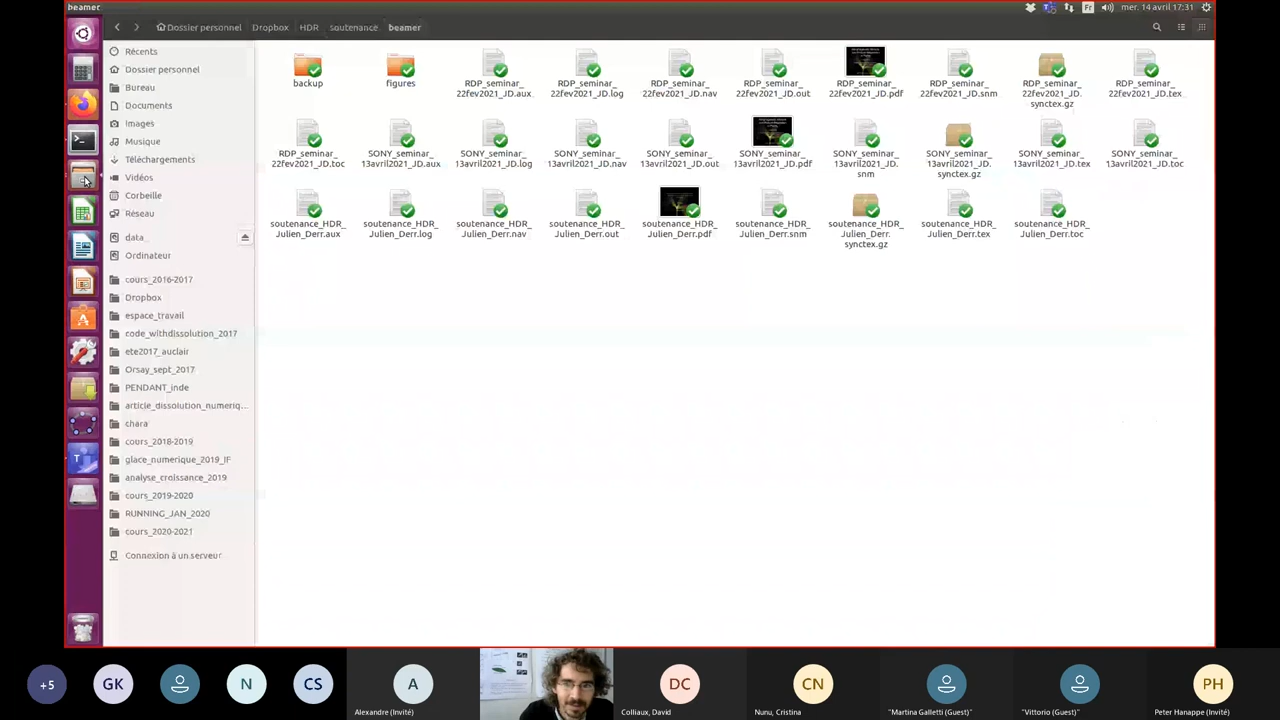 beamer
Fr
mer. 14 avril 17:31
Dossier personnel
Dropbox
HDR
soutenance
beamer
Récents
Dossier personnel
Bureau
Documents
Images
Musique
Téléchargements
Vidéos
Corbeille
Réseau
data_
Ordinateur
cours_2016-2017
Dropbox
espace_travail
code_withdissolution_2017
ete2017_auclair
Orsay_sept_2017
PENDANT_inde
article_dissolution_numeriq...
chara
cours_2018-2019
glace_numerique_2019_IF
analyse_croissance_2019
cours_2019-2020
RUNNING_JAN_2020
cours_2020-2021
Connexion à un serveur
backup
figures
RDP_seminar_
22fev2021_JD.aux
RDP_seminar_
22fev2021_JD.log
RDP_seminar_
22fev2021_JD.nav
RDP_seminar_
22fev2021_JD.out
RDP_seminar_
22fev2021_JD.pdf
RDP_seminar_
22fev2021_JD.snm
RDP_seminar_
22fev2021_JD.
synctex.gz
RDP_seminar_
22fev2021_JD.tex
RDP_seminar_
22fev2021_JD.toc
SONY_seminar_
13avril2021_JD.aux
SONY_seminar_
13avril2021_JD.log
SONY_seminar_
13avril2021_JD.nav
SONY_seminar_
13avril2021_JD.out
SONY_seminar_
13avril2021_JD.pdf
SONY_seminar_
13avril2021_JD.
snm
SONY_seminar_
13avril2021_JD.
synctex.gz
SONY_seminar_
13avril2021_JD.tex
SONY_seminar_
13avril2021_JD.toc
soutenance_HDR_
Julien_Derr.aux
soutenance_HDR_
Julien_Derr.log
soutenance_HDR_
Julien_Derr.nav
soutenance_HDR_
Julien_Derr.out
soutenance_HDR_
Julien_Derr.pdf
soutenance_HDR_
Julien_Derr.snm
soutenance_HDR_
Julien_Derr.
synctex.gz
soutenance_HDR_
Julien_Derr.tex
soutenance_HDR_
Julien_Derr.toc
+5
GK
N
CS
A
Alexandre (Invité)
DC
Colliaux, David
CN
Nunu, Cristina
"Martina Galletti (Guest)"
"Vittorio (Guest)"
PH
Peter Hanappe (Invité)